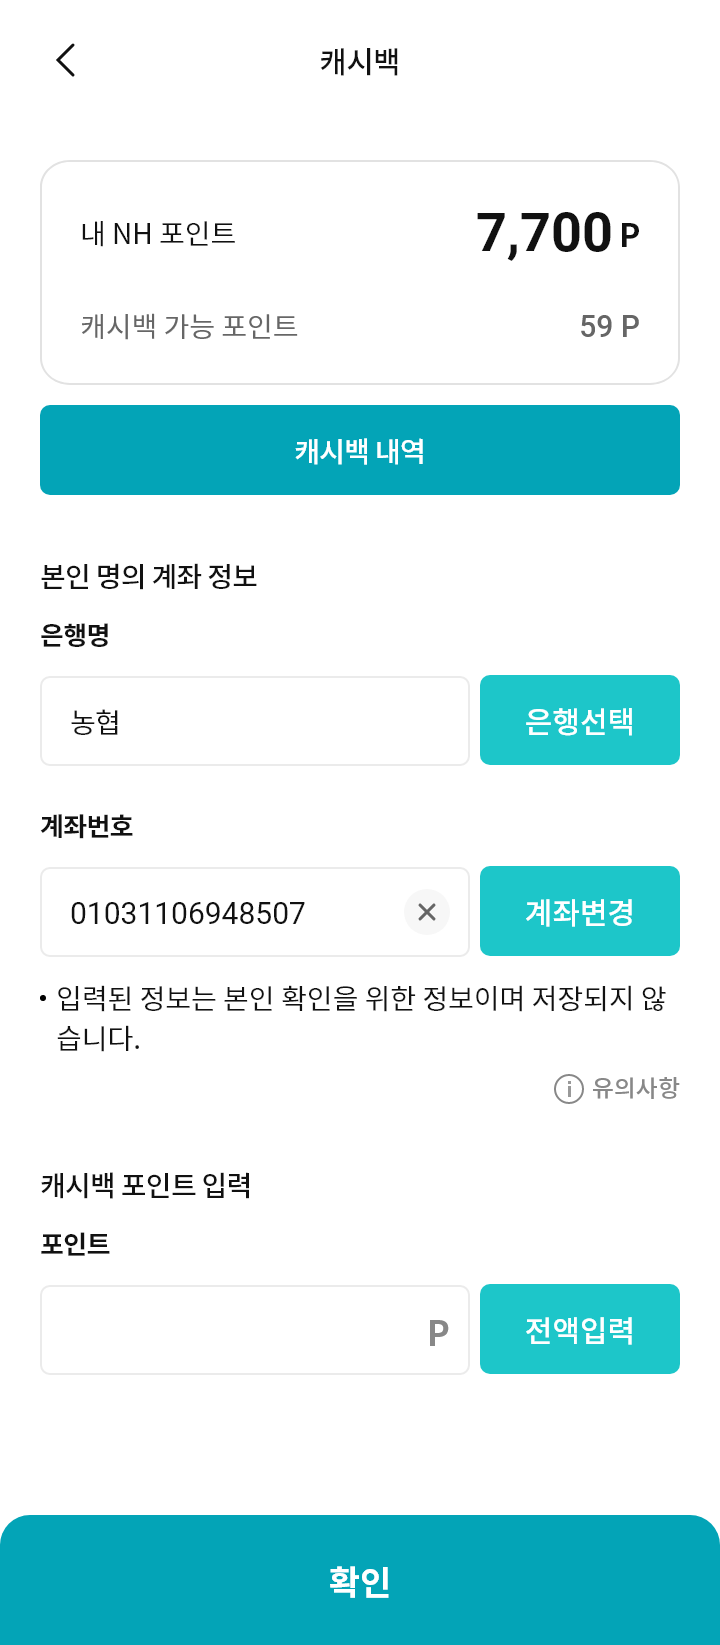 캐시백
내 NH 포인트 7,700 P
캐시백 가능 포인트 59 P
캐시백 내역
본인 명의 계좌 정보
은행명
농협 은행선택
계좌번호
01031106948507 계좌변경
• 입력된 정보는 본인 확인을 위한 정보이며 저장되지 않
습니다.
유의사항
캐시백 포인트 입력
포인트
P 전액입력
확인